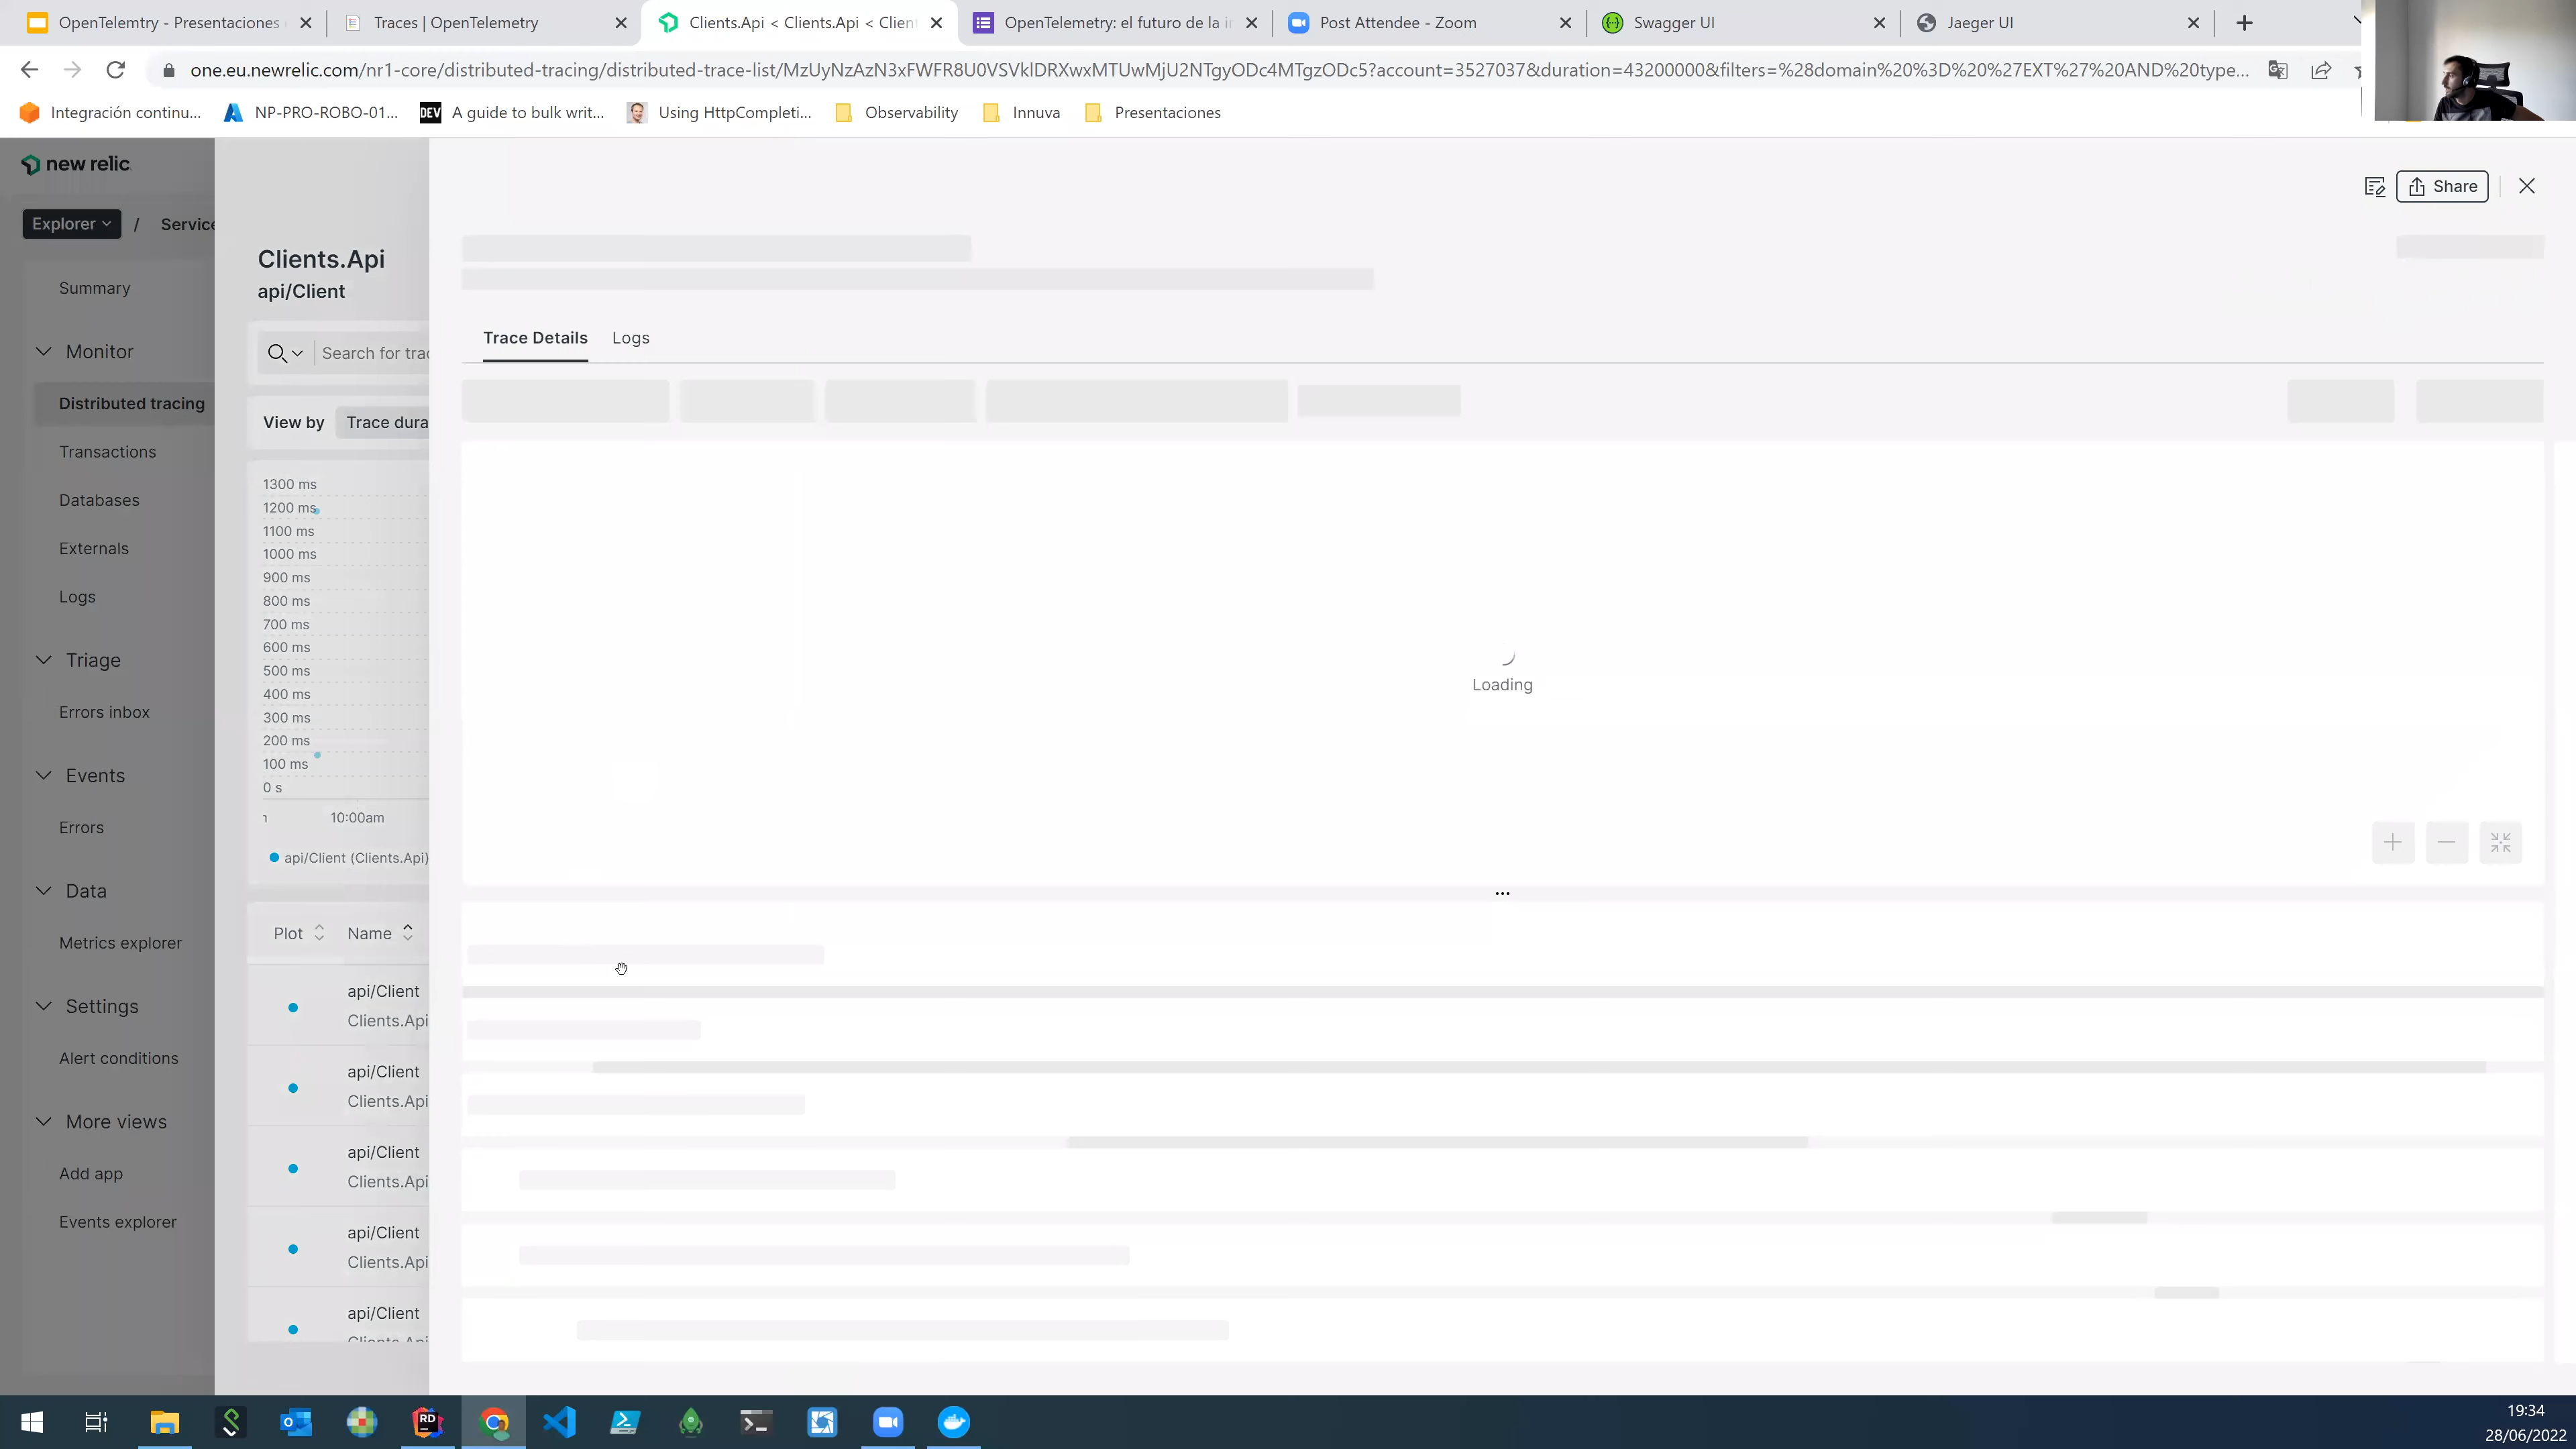 OpenTelemtry - Presentaciones
Traces | OpenTelemetry
Clients.Api < Clients.Api < Client
OpenTelemetry: el futuro de la in
Post Attendee - Zoom
Swagger UI
Jaeger UI
one.eu.newrelic.com/nr1-core/distributed-tracing/distributed-trace-list/MzUyNzAzN3xFWFR8U0VSVklDRXwxMTUwMjU2NTgyODc4MTgzODc5?account=3527037&duration=43200000&filters=%28domain%20%3D%20%27EXT%27%20AND%20type...
Integración continu...
NP-PRO-ROBO-01...
DEV
A guide to bulk writ...
Using HttpCompleti...
Observability
Innuva
Presentaciones
new relic
Share
Explorer
/
Service
Clients.Api
api/Client
Summary
Trace Details
Logs
Monitor
Search for trac
Distributed tracing
View by
Trace dura
Transactions
Databases
Externals
Logs
Triage
Errors inbox
Events
Errors
Data
Metrics explorer
Settings
Alert conditions
More views
Add app
Events explorer
1300 ms
1200 ms
1100 ms
1000 ms
900 ms
800 ms
700 ms
600 ms
500 ms
400 ms
300 ms
200 ms
100 ms
0 s
10:00am
api/Client (Clients.Api)
Loading
...
Plot
Name
api/Client
Clients.Api
api/Client
Clients.Api
api/Client
Clients.Api
api/Client
Clients.Api
api/Client
Clients.Api
RD
19:34
28/06/2022